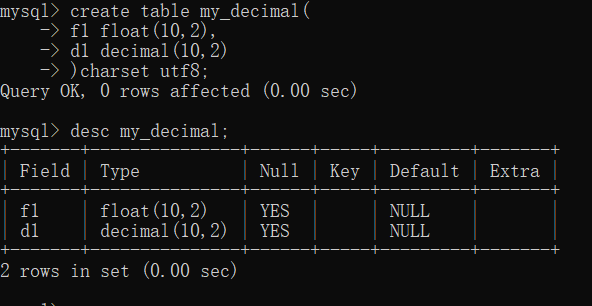 mysql> create table my_decimal(
    -> f1 float(10,2),
    -> d1 decimal(10,2)
    -> )charset utf8;
Query OK, 0 rows affected (0.00 sec)
mysql> desc my_decimal;
+-------+---------------+------+-----+---------+-------+
| Field | Type          | Null | Key | Default | Extra |
+-------+---------------+------+-----+---------+-------+
| f1    | float(10,2)   | YES  |     | NULL    |       |
| d1    | decimal(10,2) | YES  |     | NULL    |       |
+-------+---------------+------+-----+---------+-------+
2 rows in set (0.00 sec)